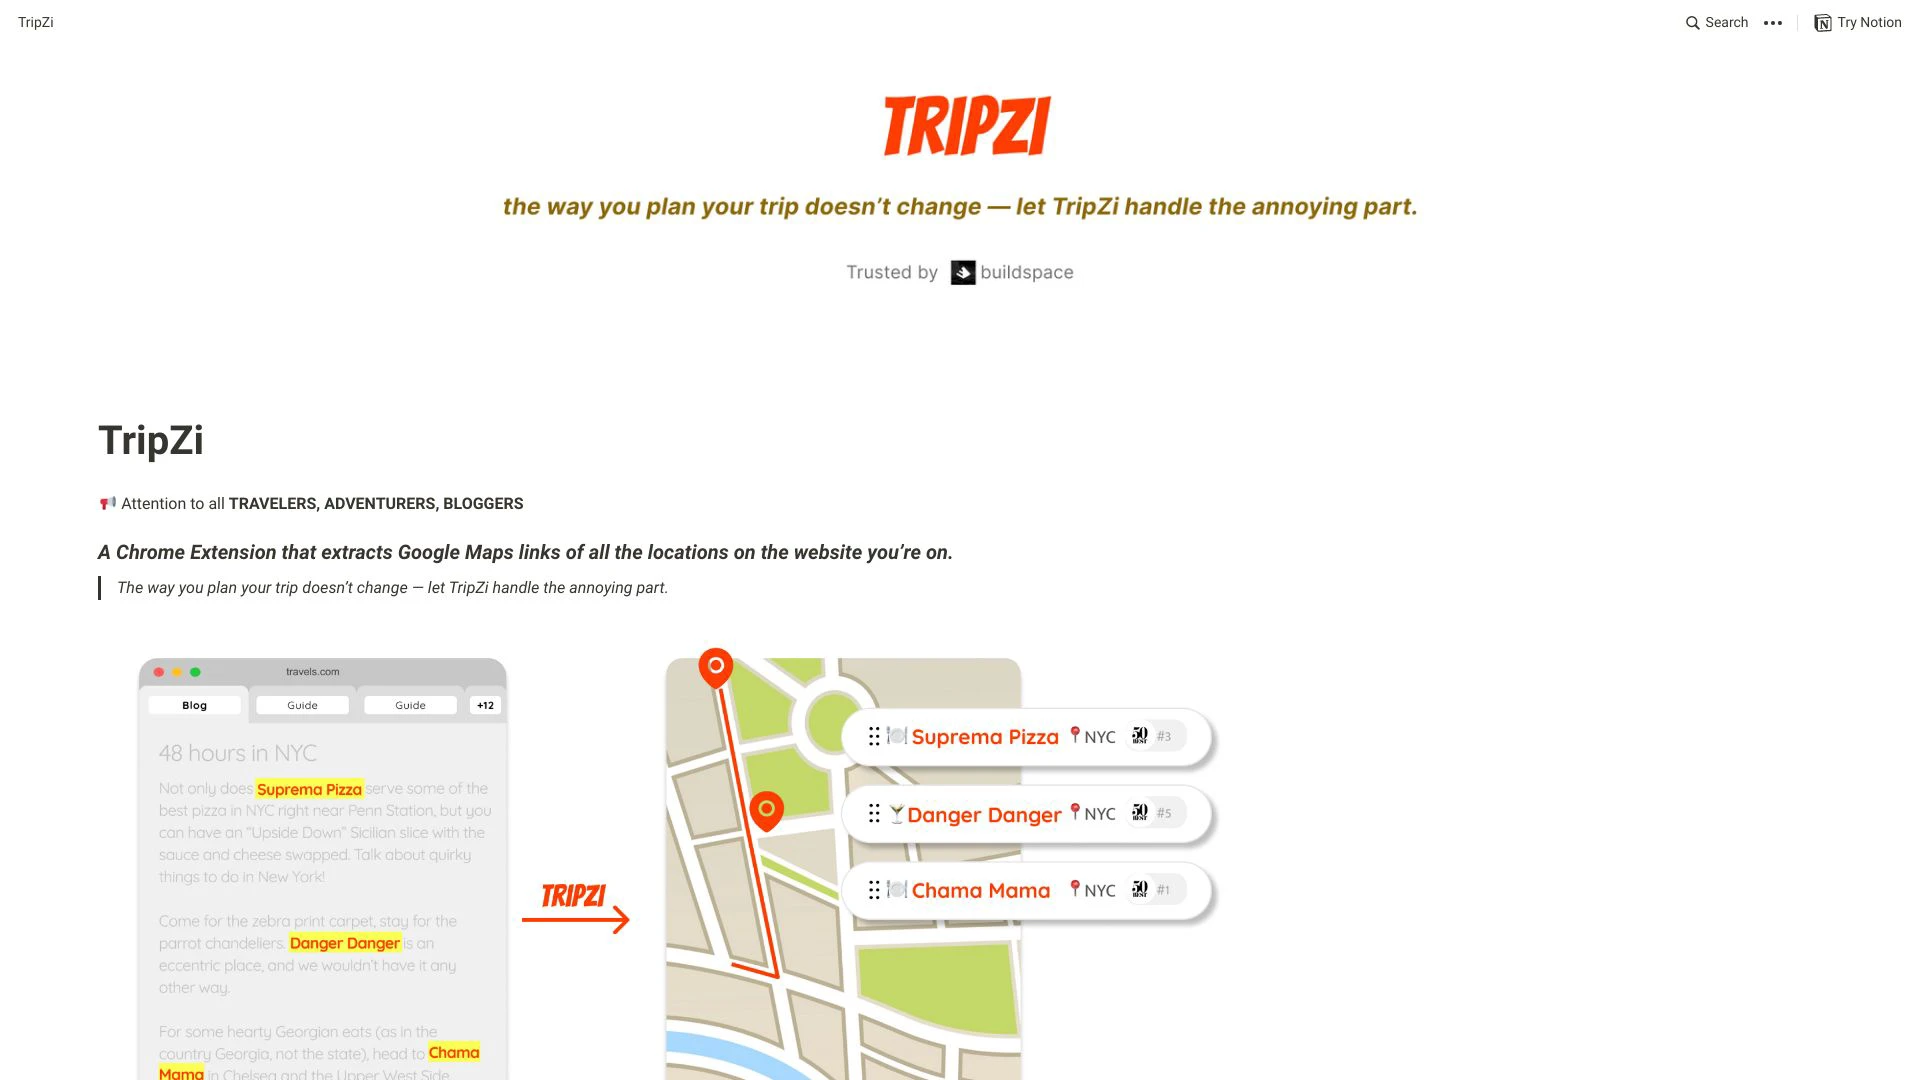 TripZi
Search
Try Notion
TRIPZI
the way you plan your trip doesn’t change — let TripZi handle the annoying part.
Trusted by buildspace
TripZi
Attention to all TRAVELERS, ADVENTURERS, BLOGGERS
A Chrome Extension that extracts Google Maps links of all the locations on the website you’re on.
The way you plan your trip doesn’t change — let TripZi handle the annoying part.
travels.com
Blog Guide Guide +12
48 hours in NYC
Not only does Suprema Pizza serve some of the
best pizza in NYC right near Penn Station, but you
can have an “Upside Down” Sicilian slice with the
sauce and cheese swapped. Talk about quirky
things to do in New York!
Come for the zebra print carpet, stay for the
parrot chandeliers. Danger Danger is an
eccentric place, and we wouldn’t have it any
other way.
For some hearty Georgian eats (as in the
country Georgia, not the state), head to Chama
Mama in Chelsea and the Upper West Side.
TRIPZI
Suprema Pizza NYC 50 BEST #3
Danger Danger NYC 50 BEST #5
Chama Mama NYC 50 BEST #1